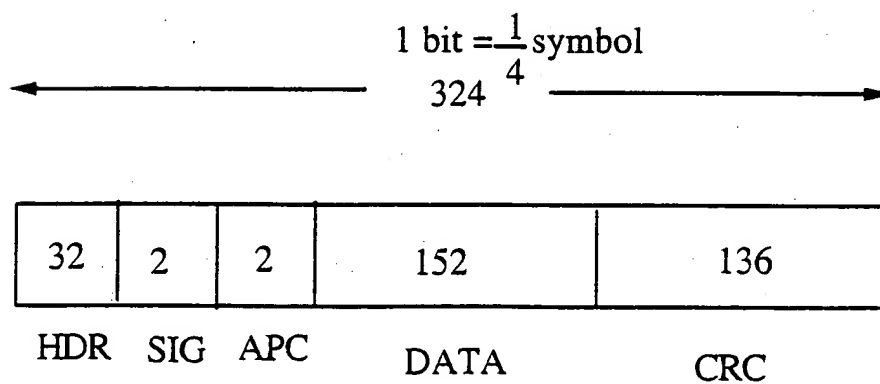 1 bit = 1/4 symbol
324
32 2 2 152 136
HDR SIG APC DATA CRC